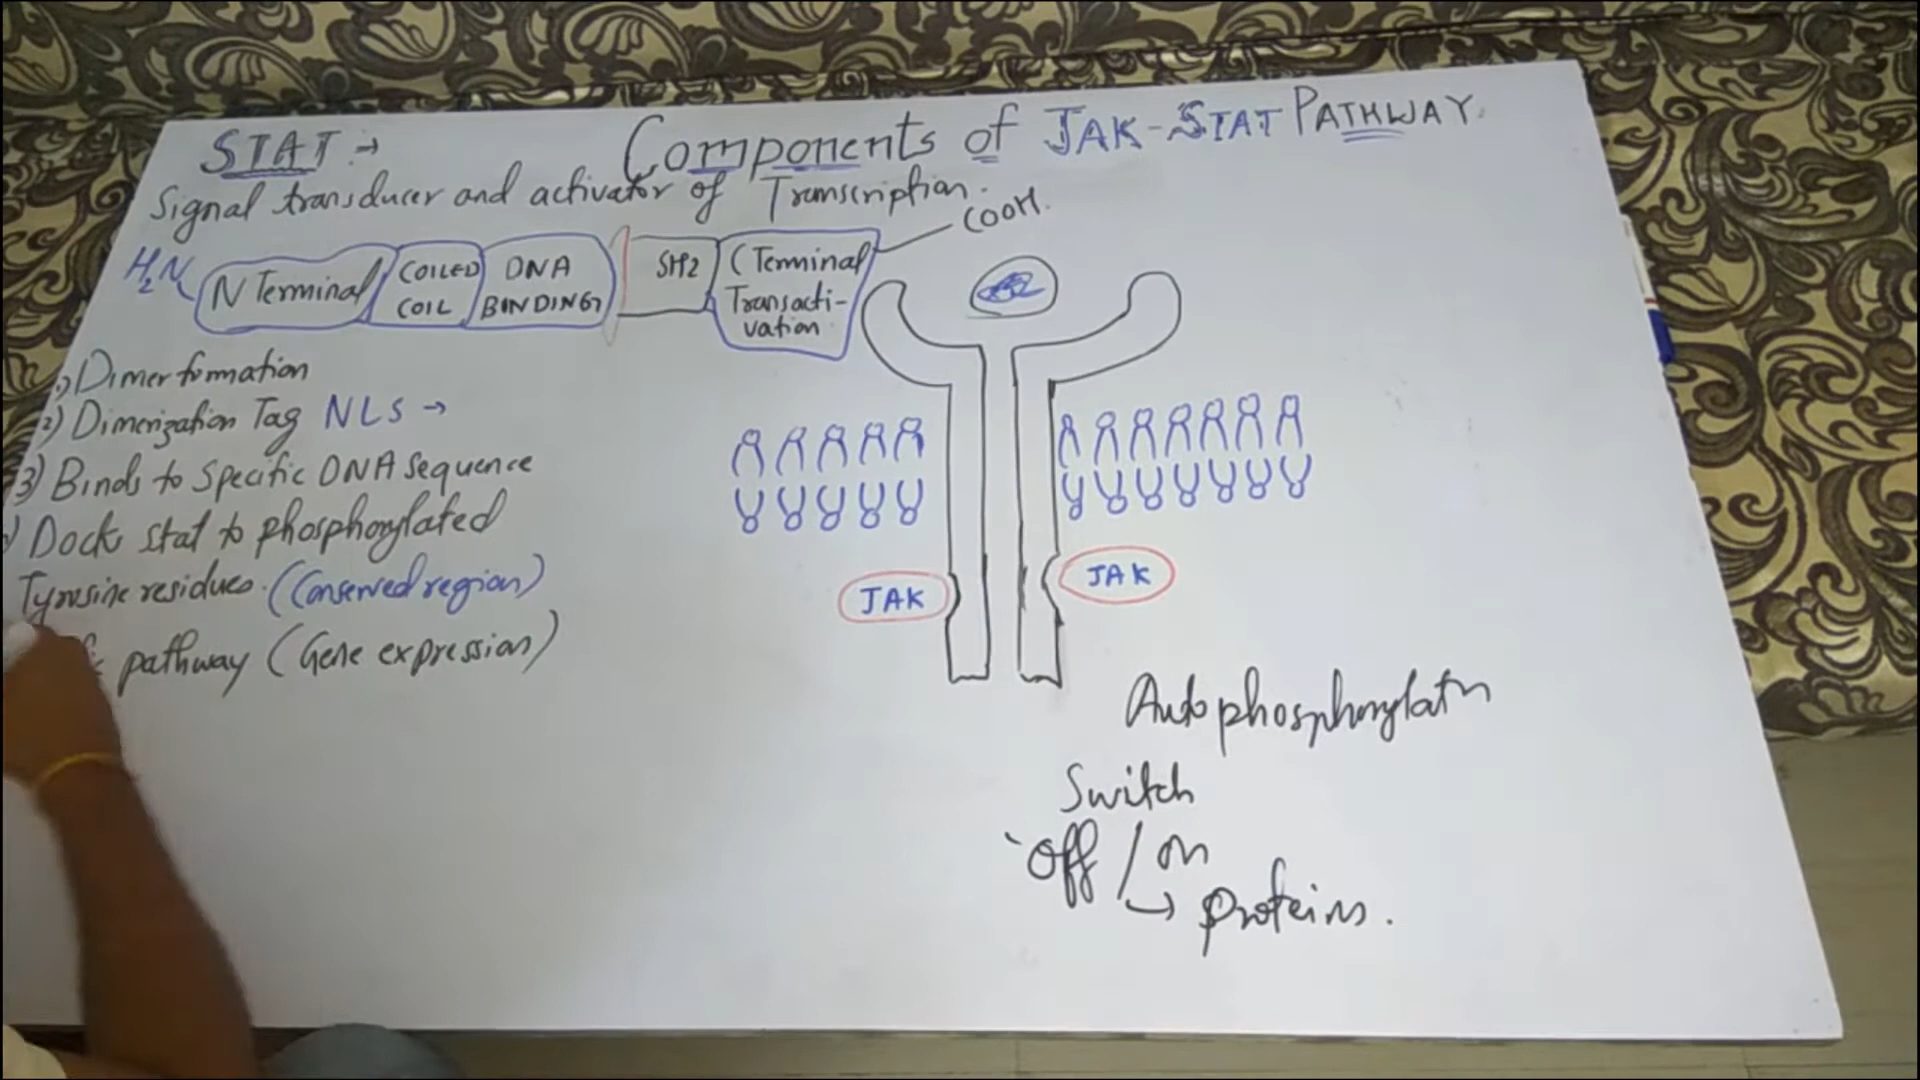 STAT :→
Components of JAK-STAT PATHWAY.
Signal transducer and activator of Transcription.
COOH.
H2N
N Terminal
COILED
COIL
DNA
BINDING
SH2
C Terminal
Transacti-
vation
1) Dimer formation
2) Dimerization Tag NLS →
3) Binds to Specific DNA Sequence
) Dock Stat to phosphorylated
Tyrosine residues. (Conserved region)
pathway (Gene expression)
JAK
JAK
Autophosphorylatn
Switch
off / on
→ proteins.